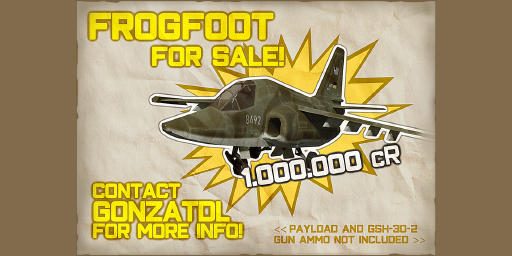 FROGFOOT
FOR SALE!
8492
1.000.000 cR
CONTACT
GONZATDL
FOR MORE INFO!
<< PAYLOAD AND GSH-30-2
GUN AMMO NOT INCLUDED >>